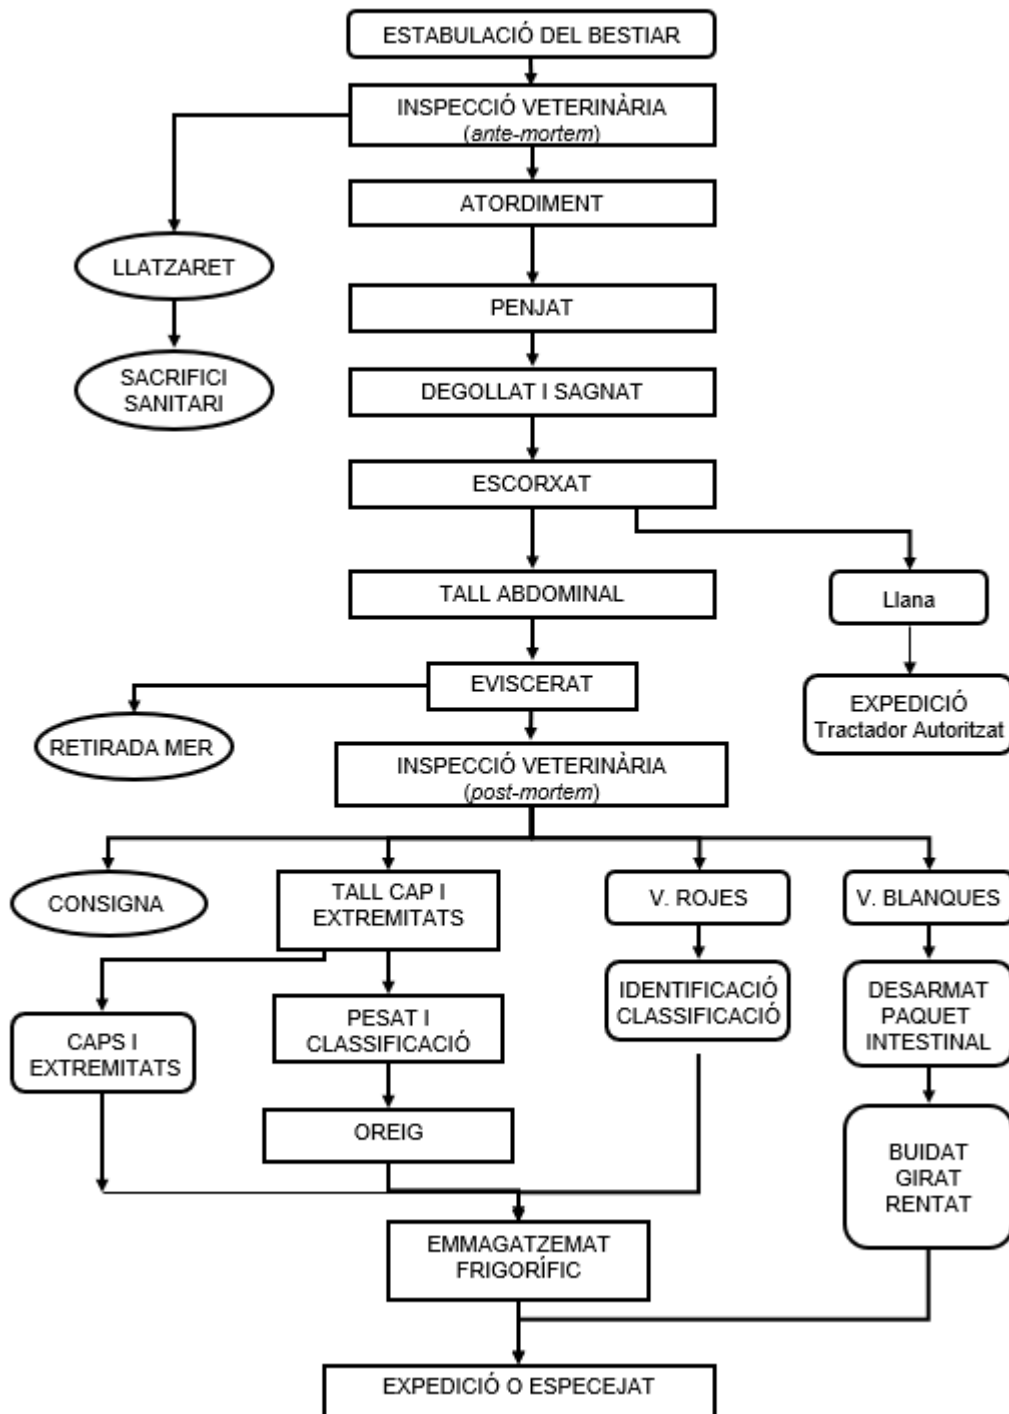 ESTABULACIÓ DEL BESTIAR
INSPECCIÓ VETERINÀRIA
(ante-mortem)
ATORDIMENT
LLATZARET
PENJAT
SACRIFICI
SANITARI
DEGOLLAT I SAGNAT
ESCORXAT
TALL ABDOMINAL
Llana
EVISCERAT
EXPEDICIÓ
Tractador Autoritzat
RETIRADA MER
INSPECCIÓ VETERINÀRIA
(post-mortem)
CONSIGNA
TALL CAP I
EXTREMITATS
V. ROJES
V. BLANQUES
CAPS I
EXTREMITATS
PESAT I
CLASSIFICACIÓ
IDENTIFICACIÓ
CLASSIFICACIÓ
DESARMAT
PAQUET
INTESTINAL
OREIG
BUIDAT
GIRAT
RENTAT
EMMAGATZEMAT
FRIGORÍFIC
EXPEDICIÓ O ESPECEJAT